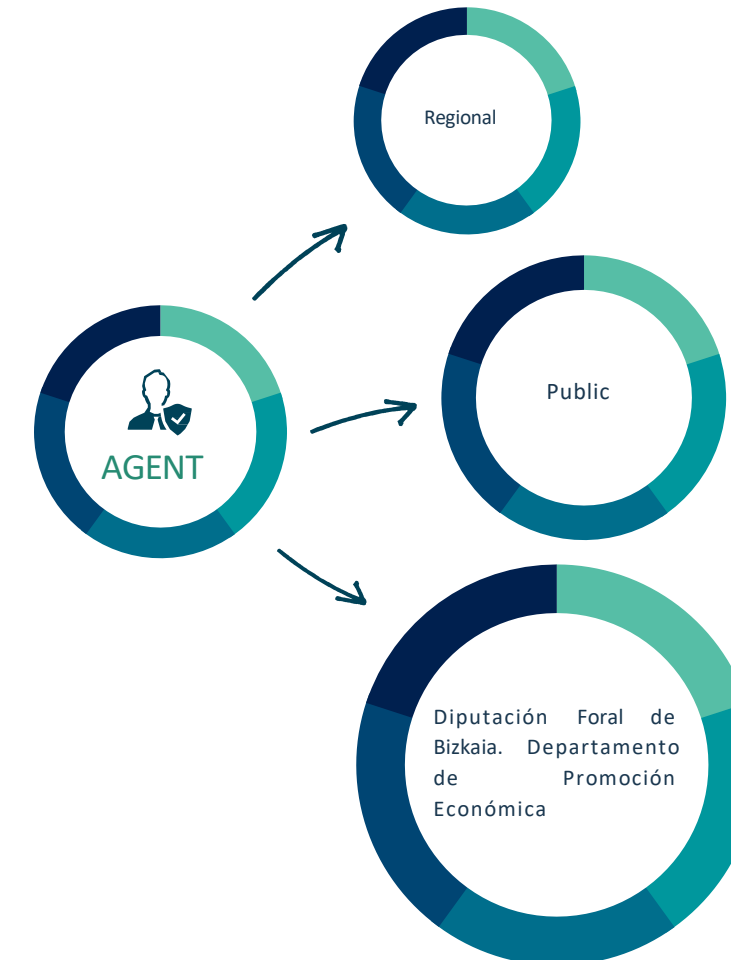 Regional
Public
AGENT
Diputación Foral de
Bizkaia. Departamento
de Promoción
Económica